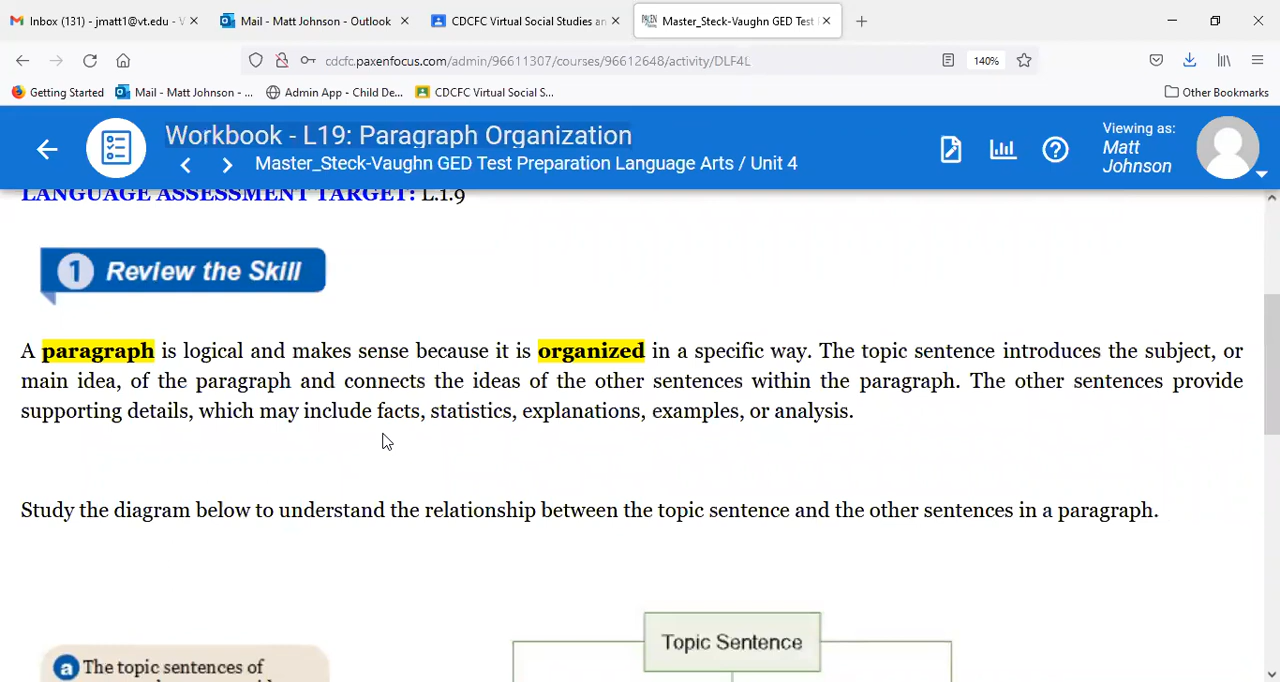 Inbox (131) - jmatt1@vt.edu - V
Mail - Matt Johnson - Outlook
CDCFC Virtual Social Studies an
Master_Steck-Vaughn GED Test
cdcfc.paxenfocus.com/admin/96611307/courses/96612648/activity/DLF4L
140%
Getting Started
Mail - Matt Johnson - ...
Admin App - Child De...
CDCFC Virtual Social S...
Other Bookmarks
Workbook - L19: Paragraph Organization
Master_Steck-Vaughn GED Test Preparation Language Arts / Unit 4
Viewing as:
Matt
Johnson
LANGUAGE ASSESSMENT TARGET: L.1.9
1 Review the Skill
A paragraph is logical and makes sense because it is organized in a specific way. The topic sentence introduces the subject, or
main idea, of the paragraph and connects the ideas of the other sentences within the paragraph. The other sentences provide
supporting details, which may include facts, statistics, explanations, examples, or analysis.
Study the diagram below to understand the relationship between the topic sentence and the other sentences in a paragraph.
Topic Sentence
a The topic sentences of